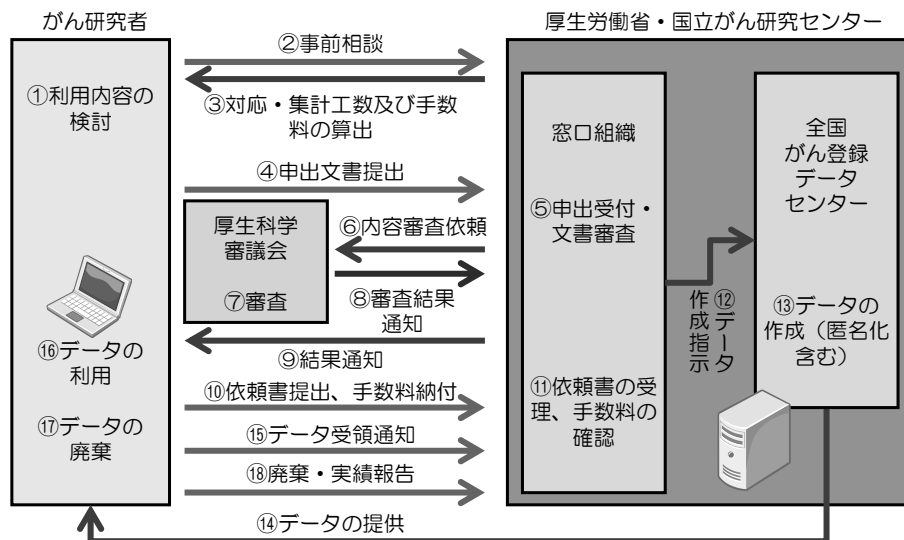 がん研究者
厚生労働省・国立がん研究センター
①利用内容の
検討
②事前相談
③対応・集計工数及び手数
料の算出
④申出文書提出
窓口組織
⑤申出受付・
文書審査
全国
がん登録
データ
センター
厚生科学
審議会
⑦審査
⑥内容審査依頼
⑧審査結果
通知
⑨結果通知
⑩依頼書提出、手数料納付
⑪依頼書の受
理、手数料の
確認
⑫データ
作成指示
⑬データの
作成（匿名化
含む）
⑯データの
利用
⑰データの
廃棄
⑮データ受領通知
⑱廃棄・実績報告
⑭データの提供